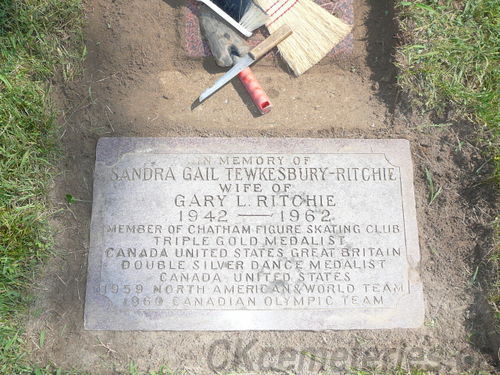 IN MEMORY OF
SANDRA GAIL TEWKESBURY-RITCHIE
WIFE OF
GARY L. RITCHIE
1942 — 1962
MEMBER OF CHATHAM FIGURE SKATING CLUB
TRIPLE GOLD MEDALIST
CANADA UNITED STATES GREAT BRITAIN
DOUBLE SILVER DANCE MEDALIST
CANADA UNITED STATES
1959 NORTH AMERICAN & WORLD TEAM
1960 CANADIAN OLYMPIC TEAM
CKcemeteries